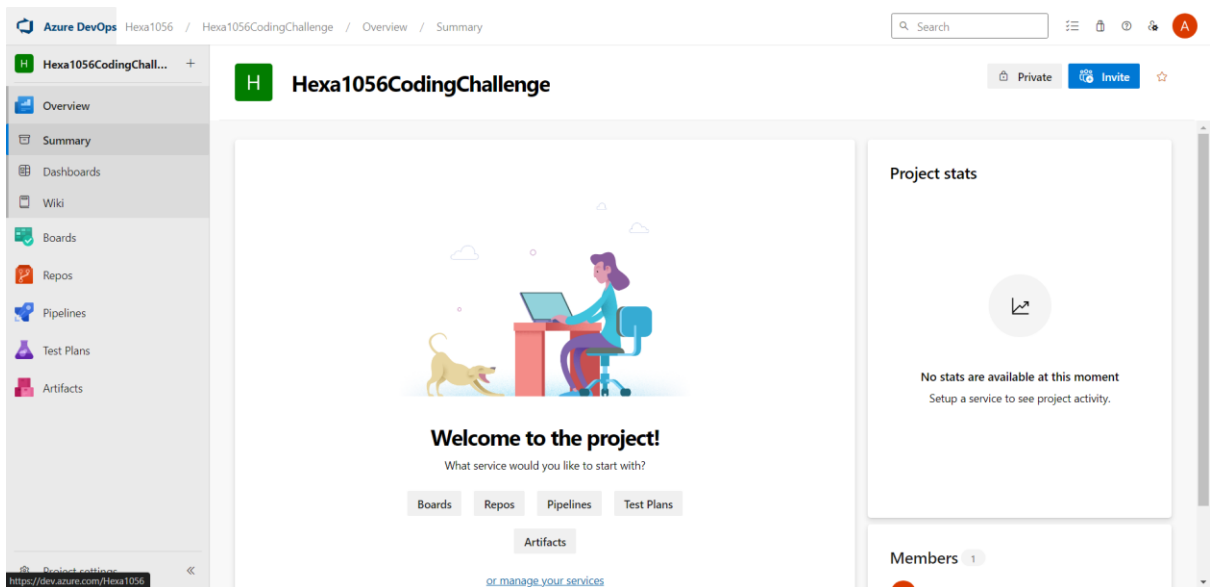 Azure DevOps Hexa1056 / Hexa1056CodingChallenge / Overview / Summary
Search
A
H Hexa1056CodingChall... +
Overview
Summary
Dashboards
Wiki
Boards
Repos
Pipelines
Test Plans
Artifacts
Project settings
https://dev.azure.com/Hexa1056
H Hexa1056CodingChallenge
Private
Invite
Welcome to the project!
What service would you like to start with?
Boards Repos Pipelines Test Plans
Artifacts
or manage your services
Project stats
No stats are available at this moment
Setup a service to see project activity.
Members 1